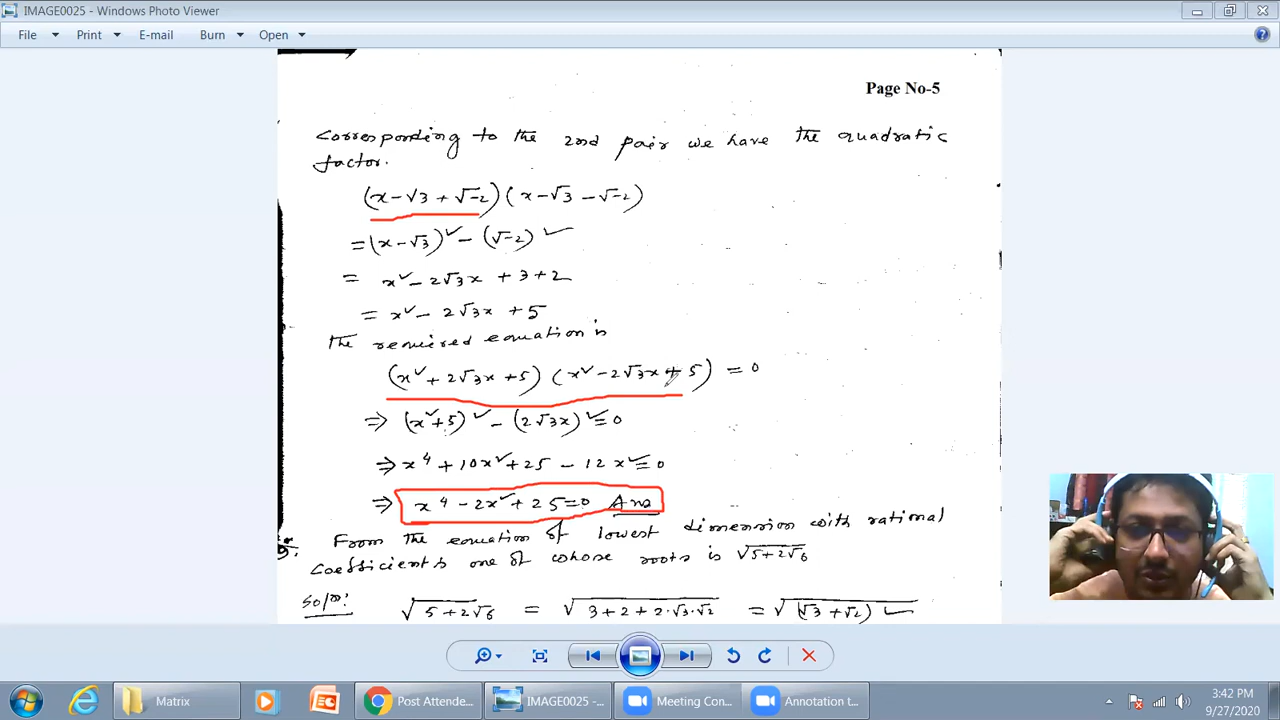 IMAGE0025 - Windows Photo Viewer
File Print E-mail Burn Open
Page No-5
Corresponding to the 2nd pair we have the quadratic
factor.
(x-√3 + √-2) (x-√3 - √-2)
= (x-√3)² - (√-2)²
= x² - 2√3x + 3+2
= x² - 2√3x + 5
The required equation is
(x² + 2√3x + 5) (x² - 2√3x + 5) = 0
⇒ (x²+5)² - (2√3x)² = 0
⇒ x⁴ + 10x² + 25 - 12x² = 0
⇒ x⁴ - 2x² + 25 = 0 Ans
From the equation of lowest dimension with rational
coefficients one of whose roots is √5+2√6
Solⁿ: √5+2√6 = √3+2+2·√3·√2 = √(√3+√2)²
Matrix
Post Attende...
IMAGE0025 -...
Meeting Con...
Annotation t...
3:42 PM
9/27/2020